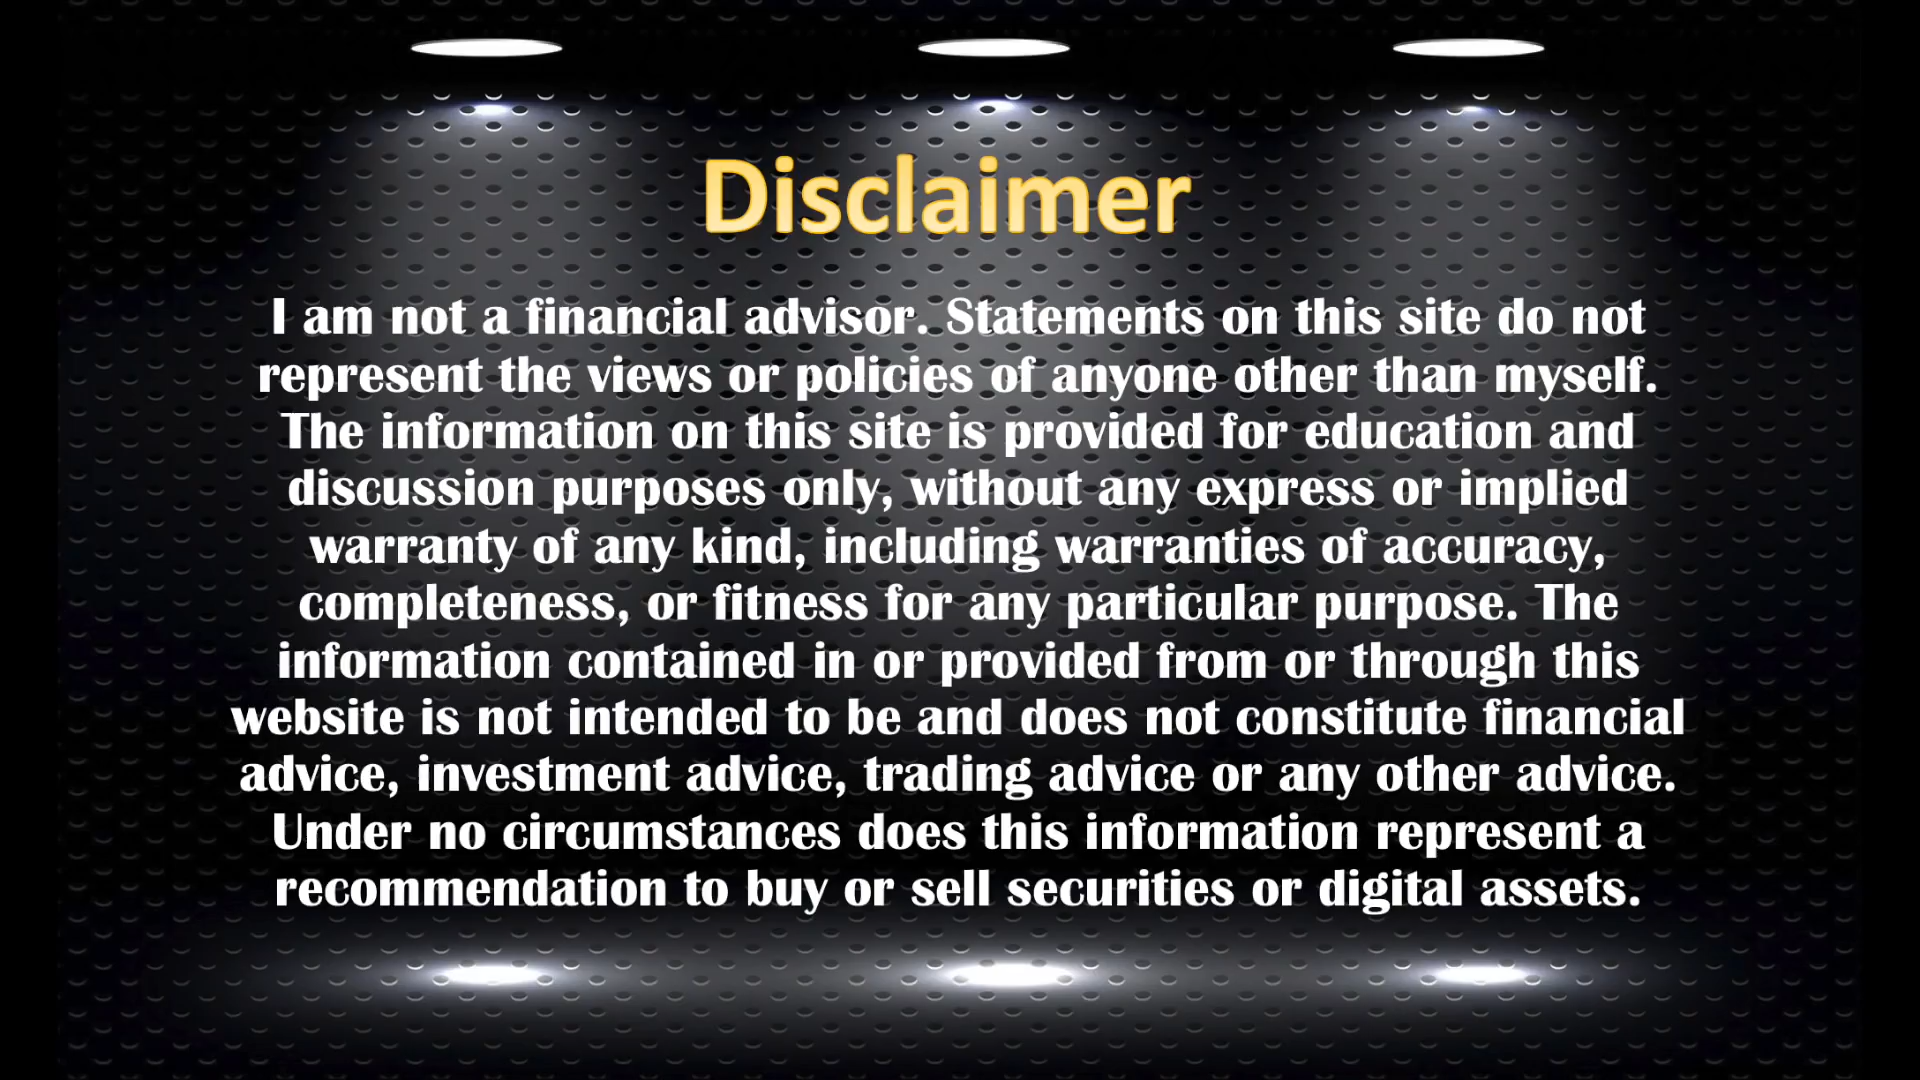 Disclaimer
I am not a financial advisor. Statements on this site do not
represent the views or policies of anyone other than myself.
The information on this site is provided for education and
discussion purposes only, without any express or implied
warranty of any kind, including warranties of accuracy,
completeness, or fitness for any particular purpose. The
information contained in or provided from or through this
website is not intended to be and does not constitute financial
advice, investment advice, trading advice or any other advice.
Under no circumstances does this information represent a
recommendation to buy or sell securities or digital assets.